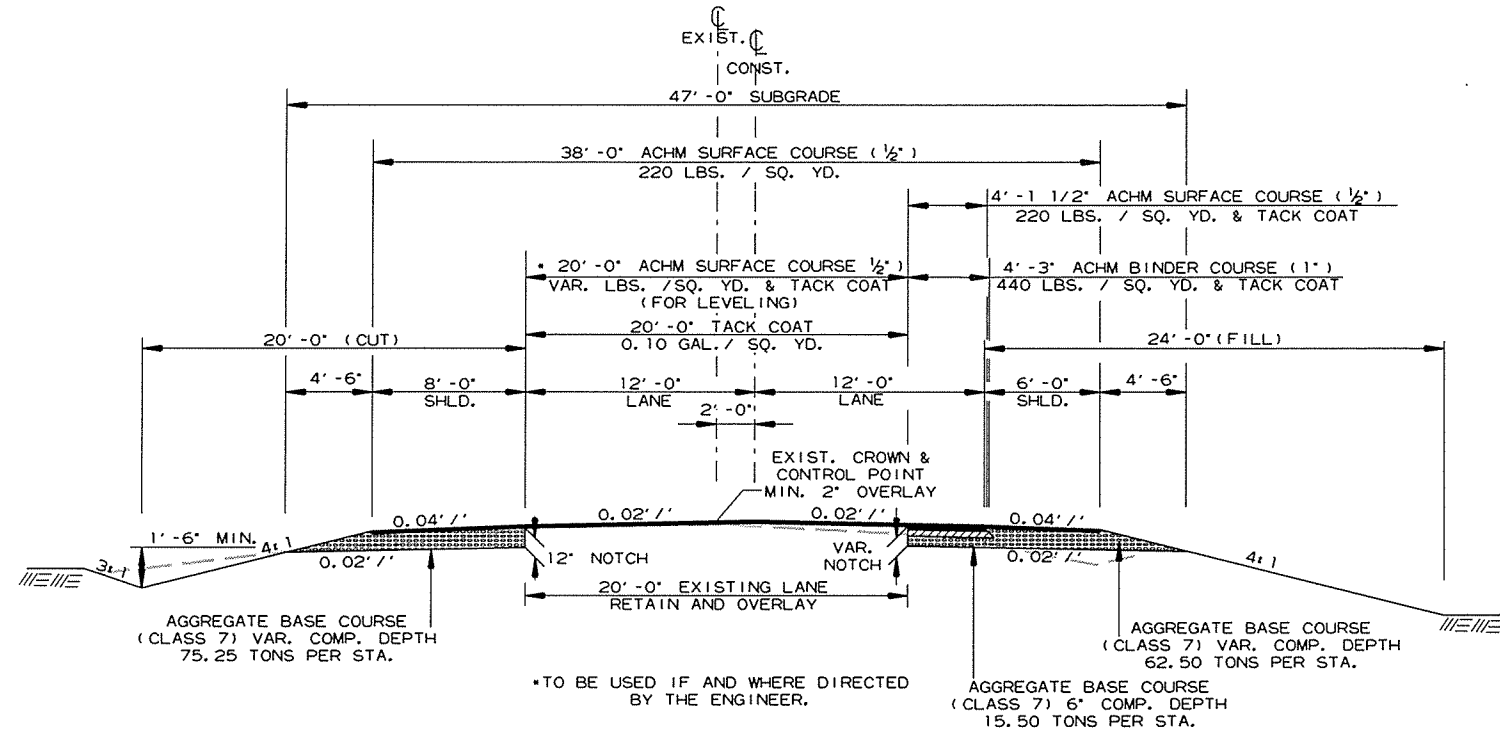 ℄
EXIST. ℄
CONST.
47'-0" SUBGRADE
38'-0" ACHM SURFACE COURSE (½")
220 LBS. / SQ. YD.
4'-1 1/2" ACHM SURFACE COURSE (½")
220 LBS. / SQ. YD. & TACK COAT
* 20'-0" ACHM SURFACE COURSE ½")
VAR. LBS. /SQ. YD. & TACK COAT
(FOR LEVELING)
4'-3" ACHM BINDER COURSE (1")
440 LBS. / SQ. YD. & TACK COAT
20'-0" TACK COAT
0.10 GAL./ SQ. YD.
20'-0" (CUT)
24'-0" (FILL)
4'-6"
8'-0"
SHLD.
12'-0"
LANE
12'-0"
LANE
6'-0"
SHLD.
4'-6"
2'-0"
EXIST. CROWN &
CONTROL POINT
MIN. 2" OVERLAY
0.04'/'
0.02'/'
0.02'/'
0.04'/'
1'-6" MIN.
4:1
3:1
0.02'/'
12" NOTCH
VAR.
NOTCH
0.02'/'
4:1
20'-0" EXISTING LANE
RETAIN AND OVERLAY
AGGREGATE BASE COURSE
(CLASS 7) VAR. COMP. DEPTH
75.25 TONS PER STA.
AGGREGATE BASE COURSE
(CLASS 7) VAR. COMP. DEPTH
62.50 TONS PER STA.
*TO BE USED IF AND WHERE DIRECTED
BY THE ENGINEER.
AGGREGATE BASE COURSE
(CLASS 7) 6" COMP. DEPTH
15.50 TONS PER STA.